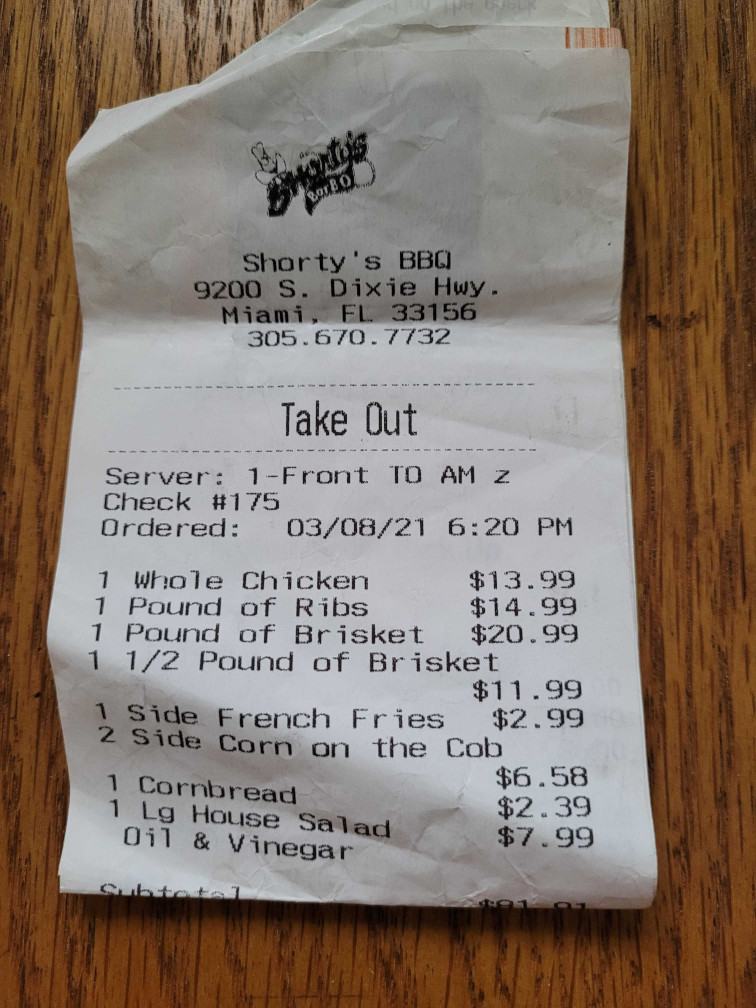 Shorty's
Bar B Q
Shorty's BBQ
9200 S. Dixie Hwy.
Miami, FL 33156
305.670.7732
Take Out
Server: 1-Front TO AM z
Check #175
Ordered: 03/08/21 6:20 PM
1 Whole Chicken $13.99
1 Pound of Ribs $14.99
1 Pound of Brisket $20.99
1 1/2 Pound of Brisket
$11.99
1 Side French Fries $2.99
2 Side Corn on the Cob
$6.58
1 Cornbread $2.39
1 Lg House Salad $7.99
Oil & Vinegar
Subtotal